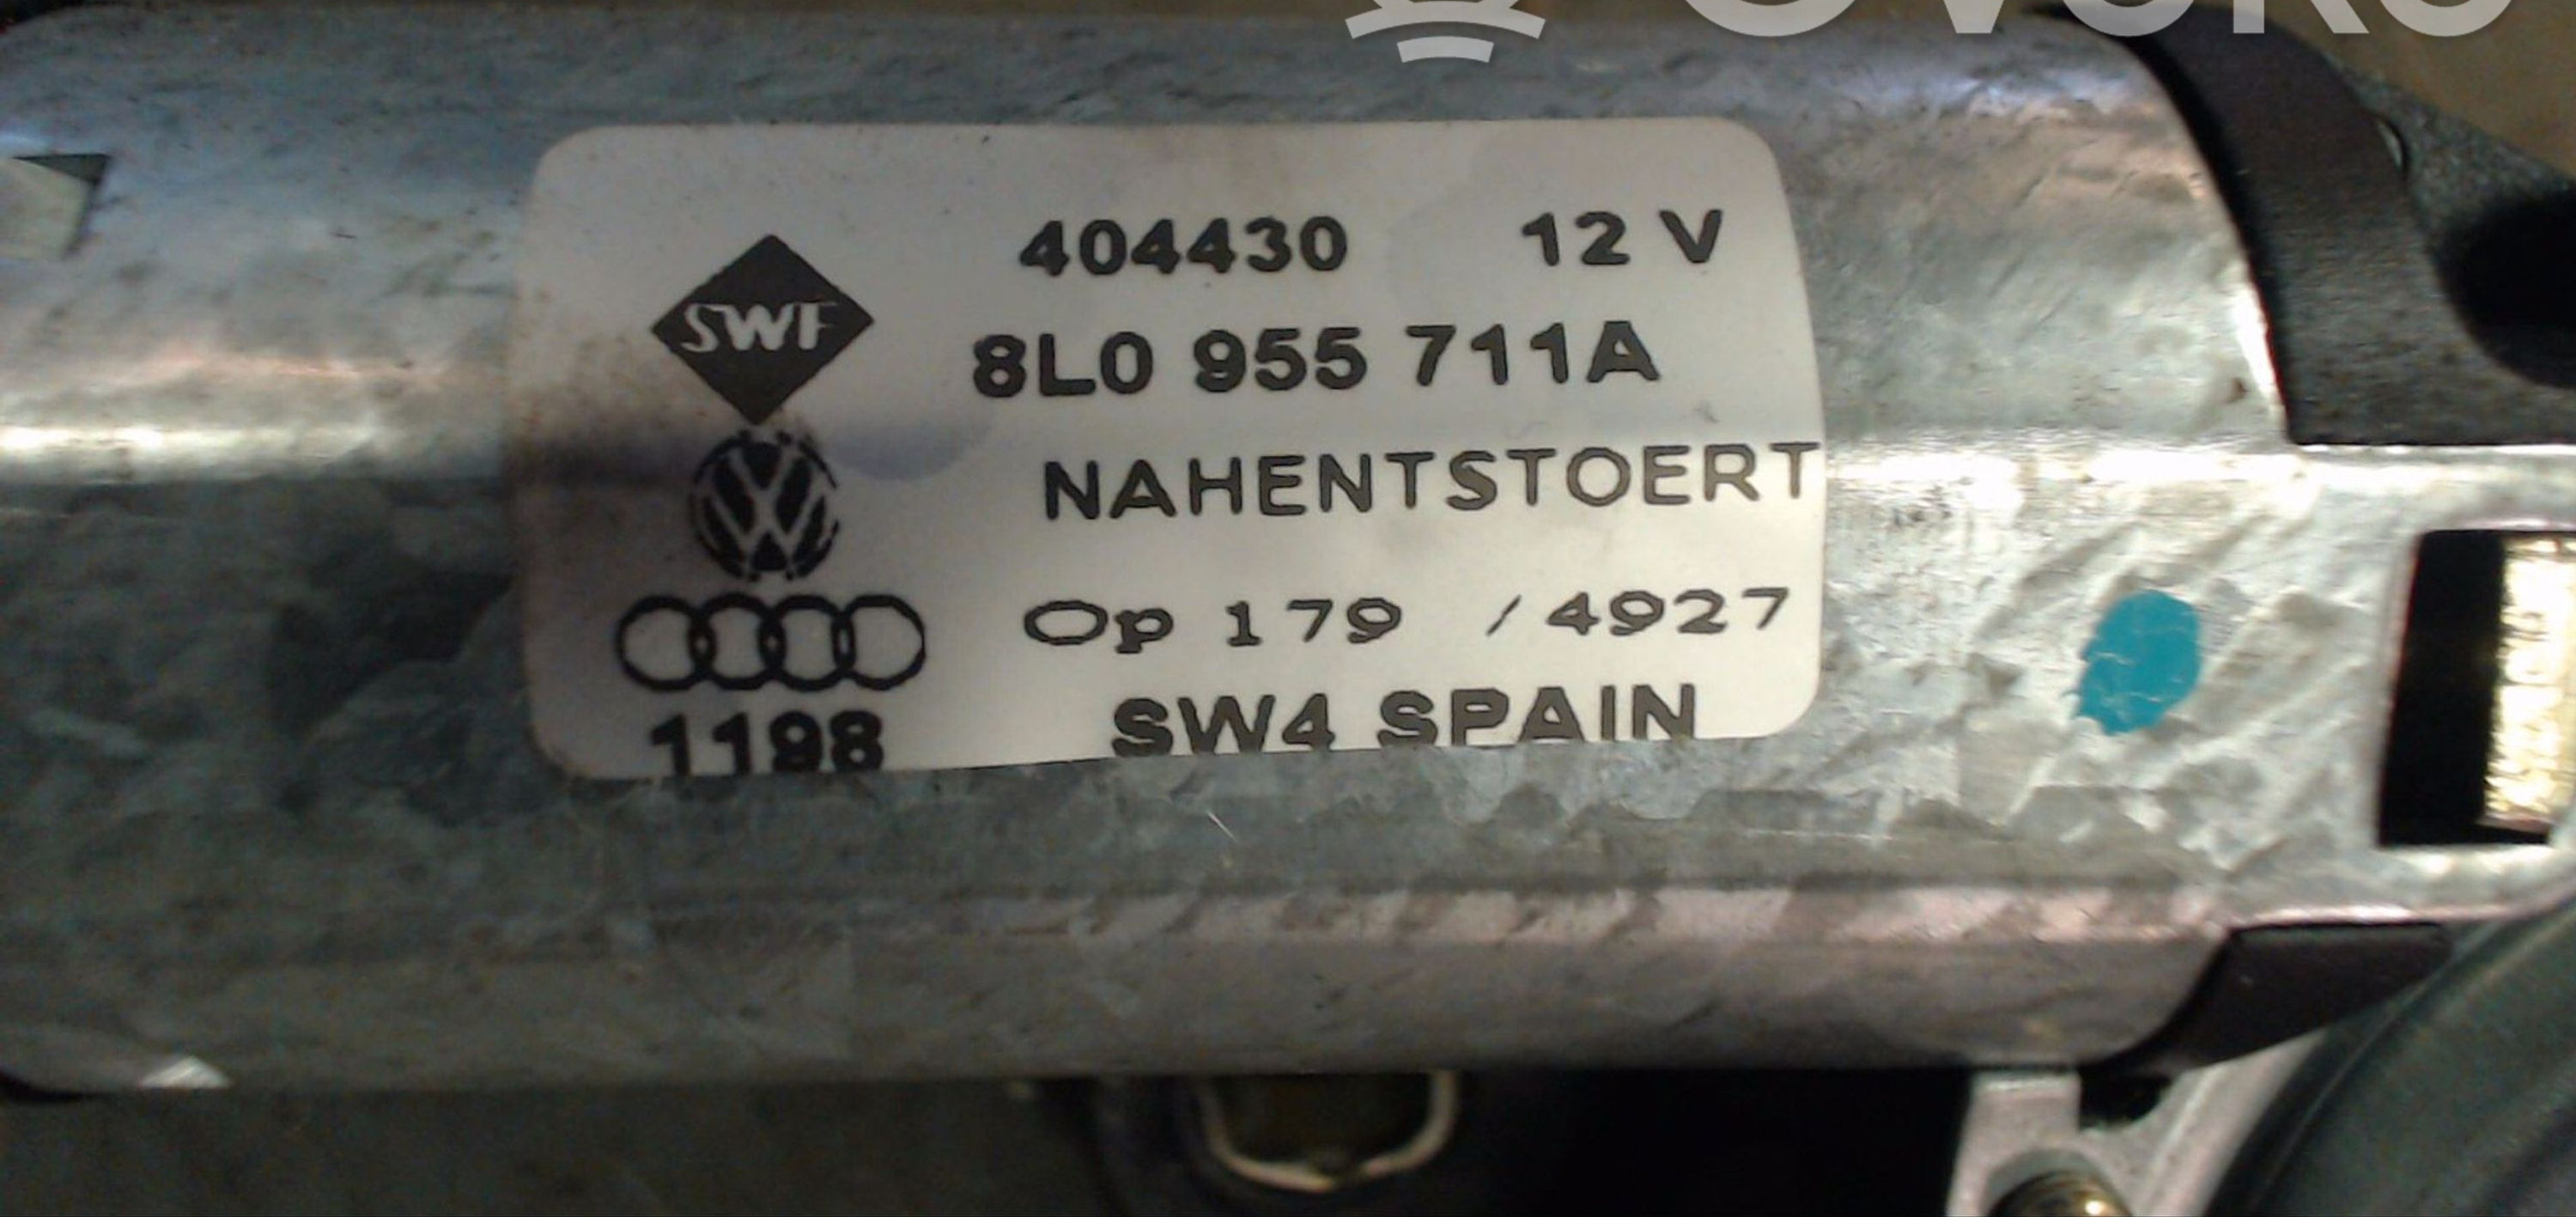 404430 12 V
SWF
8L0 955 711A
NAHENTSTOERT
Op 179 / 4927
1198
SW4 SPAIN